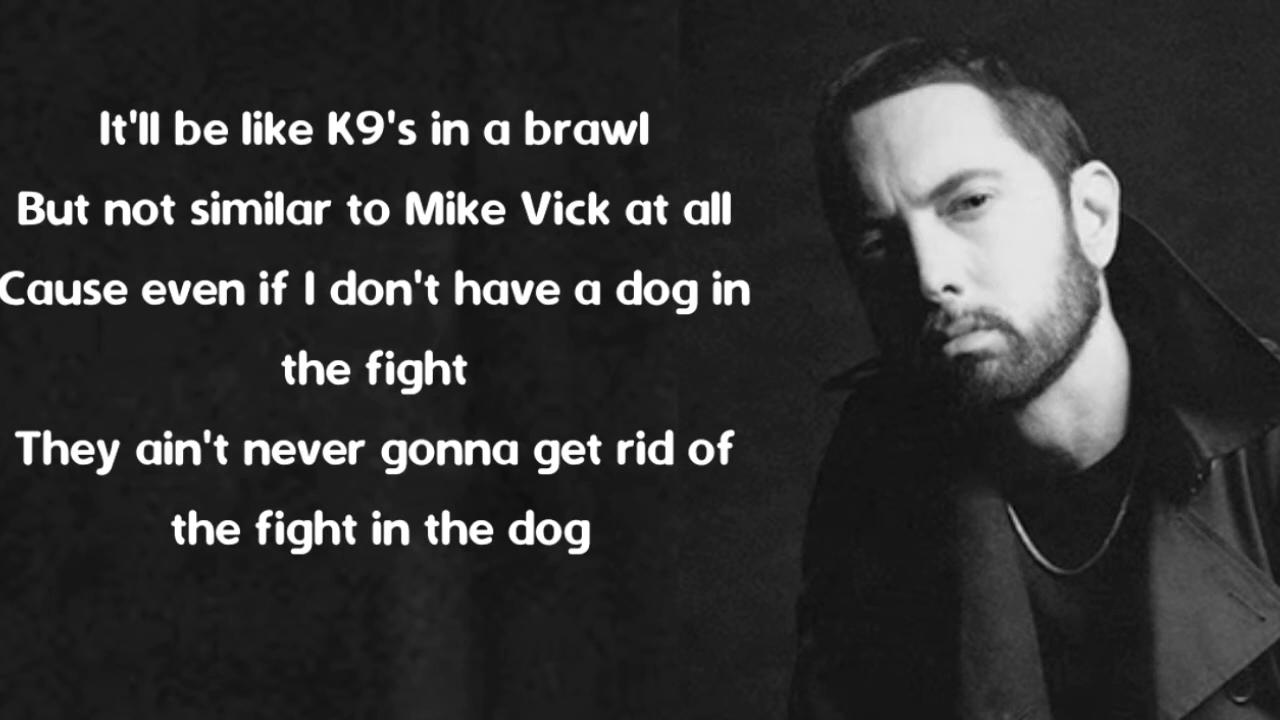 It'll be like K9's in a brawl
But not similar to Mike Vick at all
Cause even if I don't have a dog in
the fight
They ain't never gonna get rid of
the fight in the dog